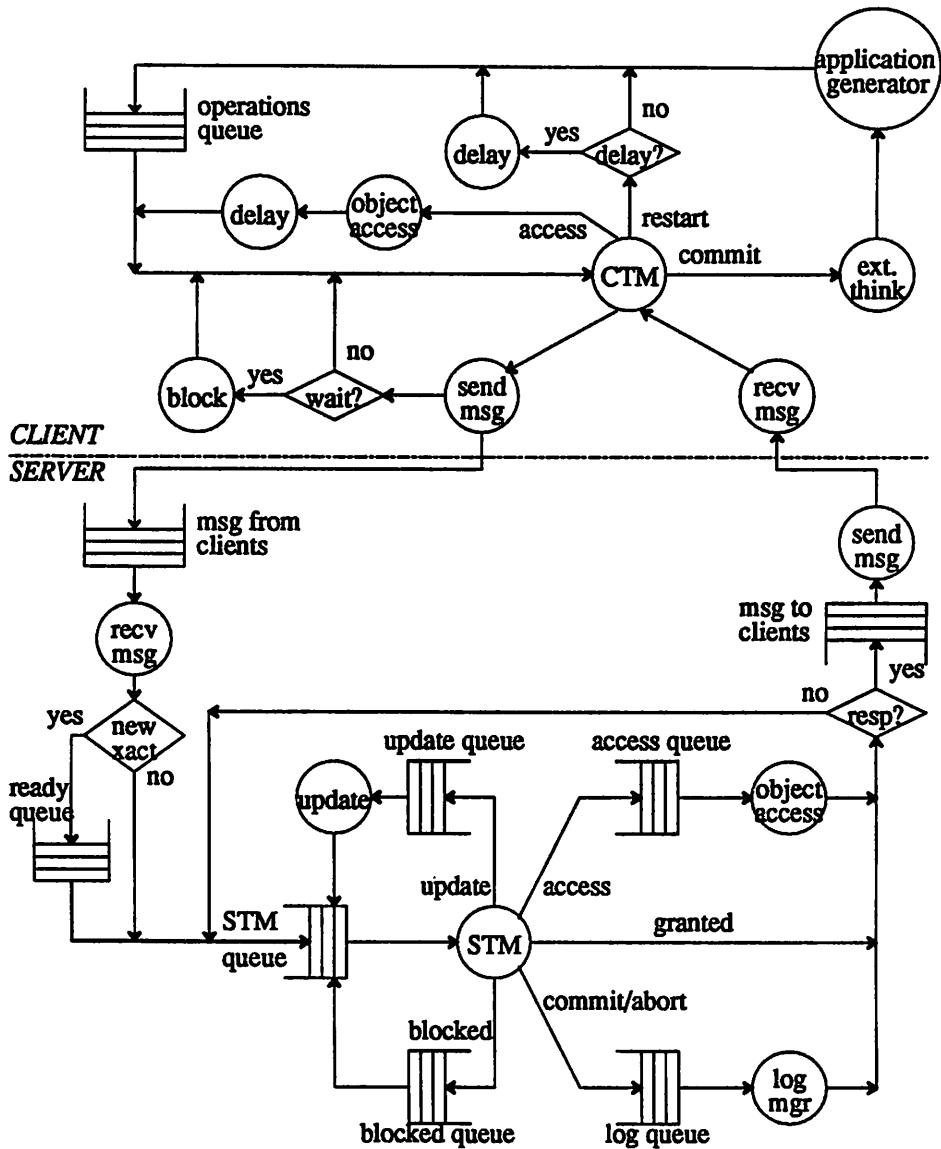 application
generator
operations
queue
no
yes
delay
delay?
delay
object
access
access
restart
commit
CTM
ext.
think
no
yes
block
wait?
send
msg
recv
msg
CLIENT
SERVER
msg from
clients
send
msg
recv
msg
msg to
clients
yes
no
resp?
yes
new
xact
no
update queue
access queue
ready
queue
update
object
access
update
access
STM
queue
STM
granted
commit/abort
blocked
log
mgr
blocked queue
log queue